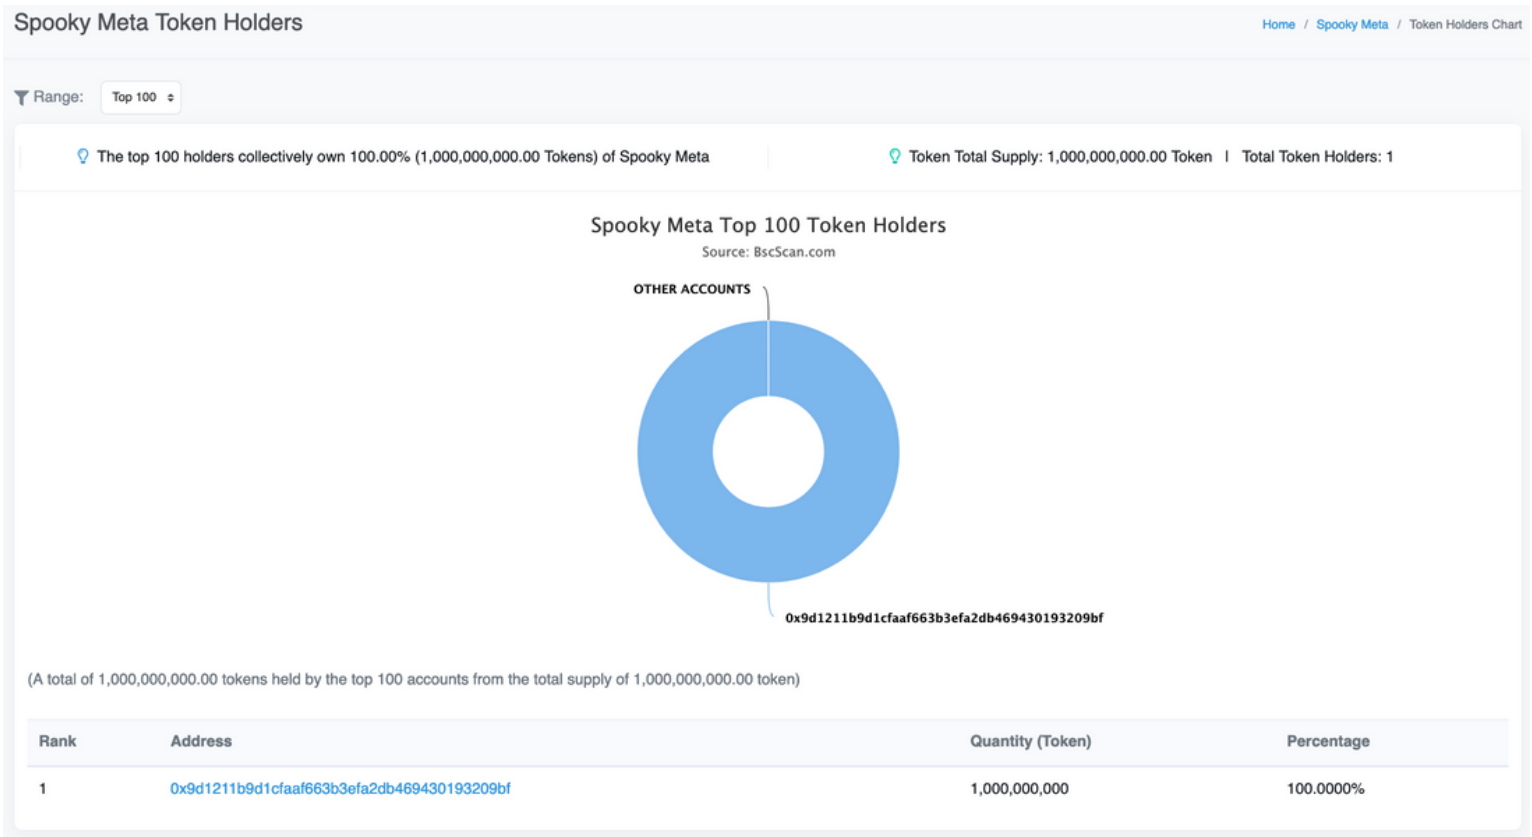 Spooky Meta Token Holders
Home / Spooky Meta / Token Holders Chart
Range: Top 100
The top 100 holders collectively own 100.00% (1,000,000,000.00 Tokens) of Spooky Meta
Token Total Supply: 1,000,000,000.00 Token | Total Token Holders: 1
Spooky Meta Top 100 Token Holders
Source: BscScan.com
OTHER ACCOUNTS
0x9d1211b9d1cfaaf663b3efa2db469430193209bf
(A total of 1,000,000,000.00 tokens held by the top 100 accounts from the total supply of 1,000,000,000.00 token)
Rank Address Quantity (Token) Percentage
1 0x9d1211b9d1cfaaf663b3efa2db469430193209bf 1,000,000,000 100.0000%